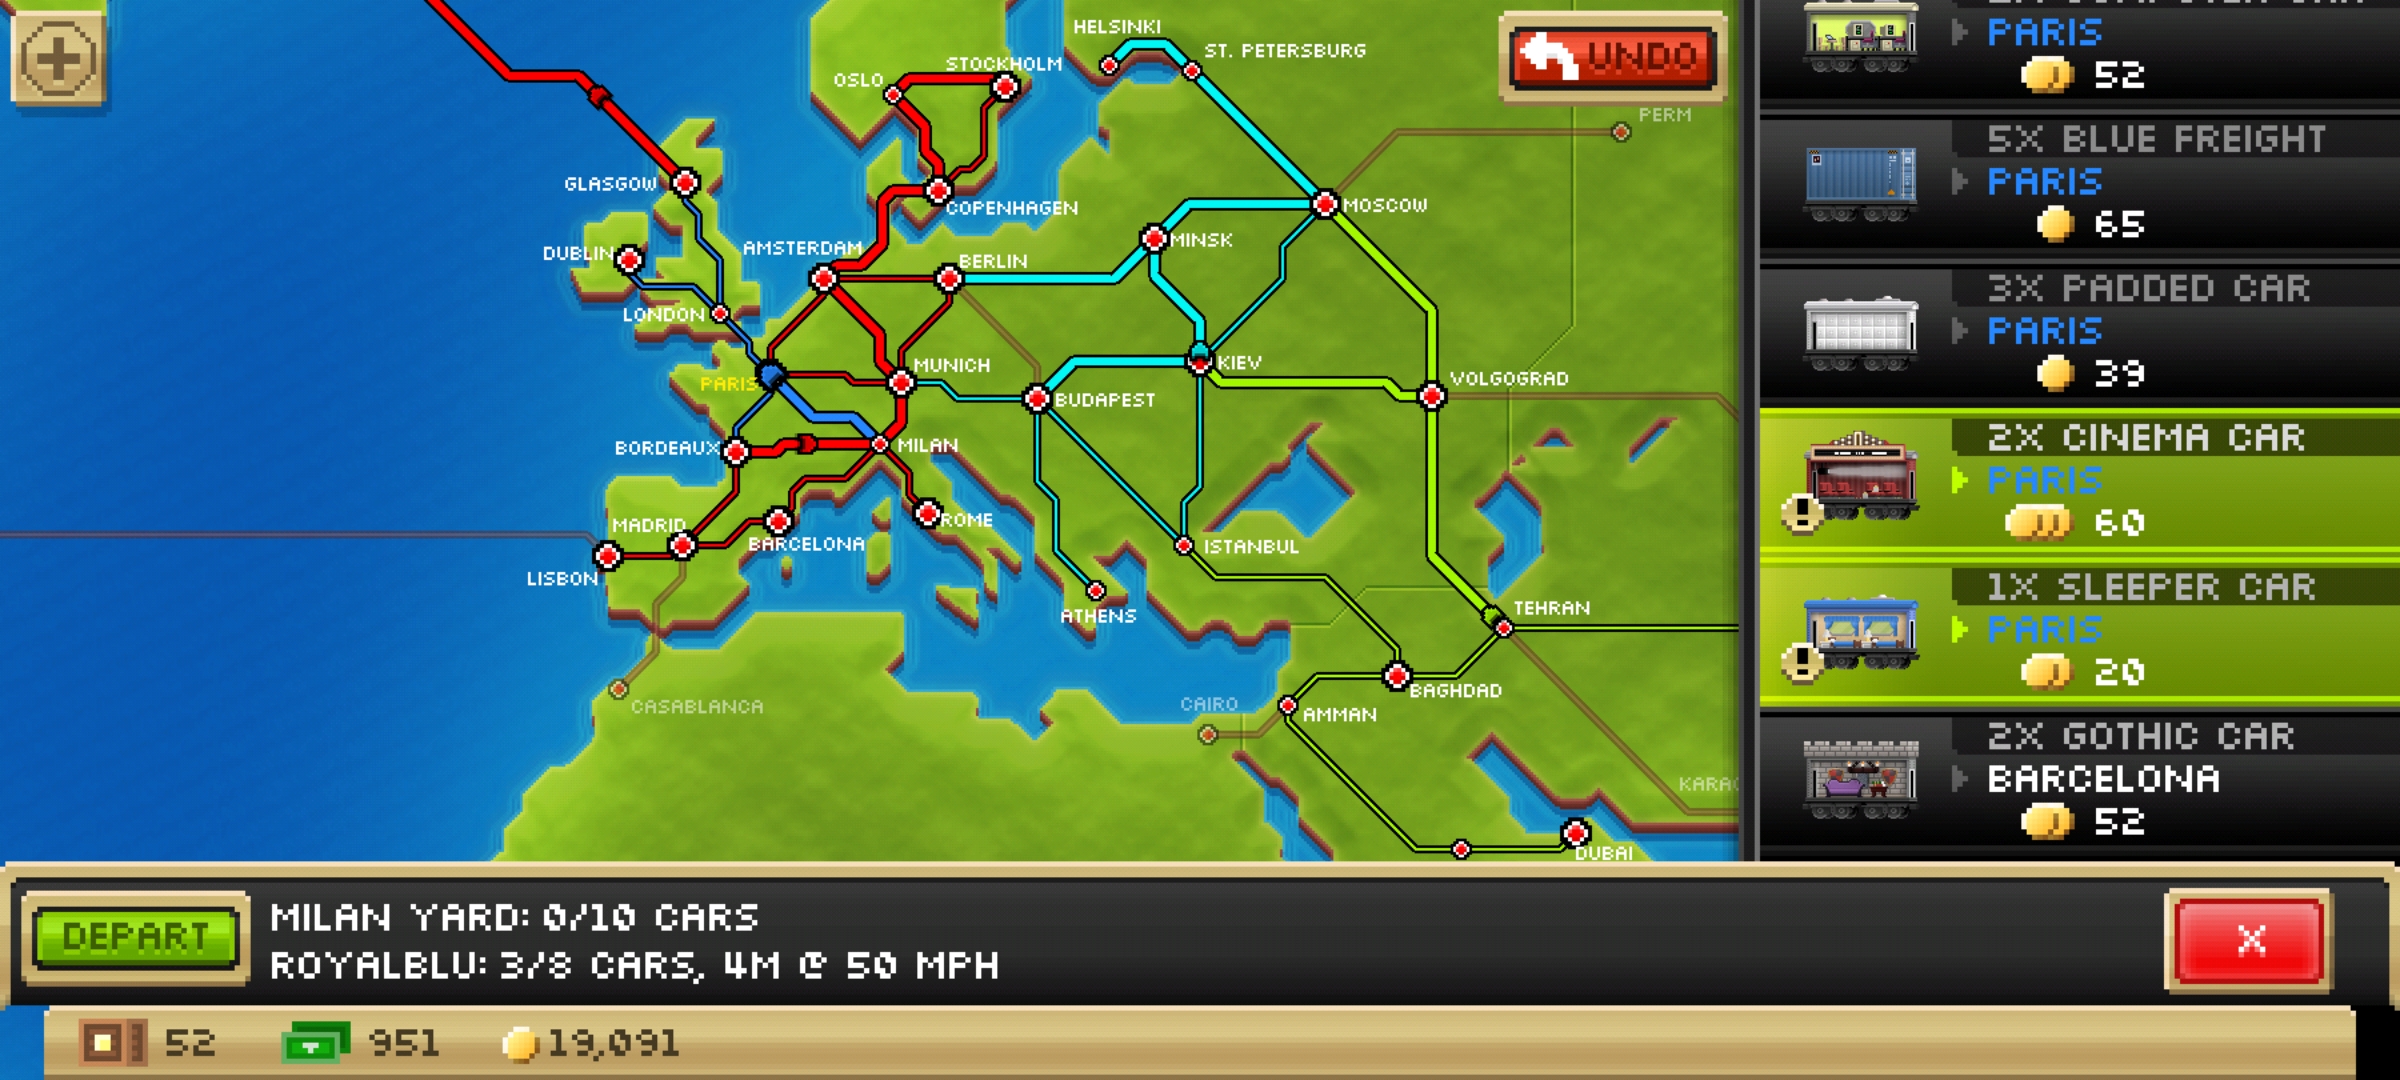 HELSINKI
ST. PETERSBURG
STOCKHOLM
OSLO
UNDO
PERM
GLASGOW
COPENHAGEN
MOSCOW
MINSK
DUBLIN
AMSTERDAM
BERLIN
LONDON
MUNICH
KIEV
PARIS
BUDAPEST
VOLGOGRAD
BORDEAUX
MILAN
MADRID
ROME
BARCELONA
ISTANBUL
LISBON
ATHENS
TEHRAN
CASABLANCA
CAIRO
BAGHDAD
AMMAN
DUBAI
PARIS
52
5X BLUE FREIGHT
PARIS
65
3X PADDED CAR
PARIS
39
2X CINEMA CAR
PARIS
60
1X SLEEPER CAR
PARIS
20
2X GOTHIC CAR
BARCELONA
52
DEPART
MILAN YARD: 0/10 CARS
ROYALBLU: 3/8 CARS, 4M @ 50 MPH
X
52
951
19,091